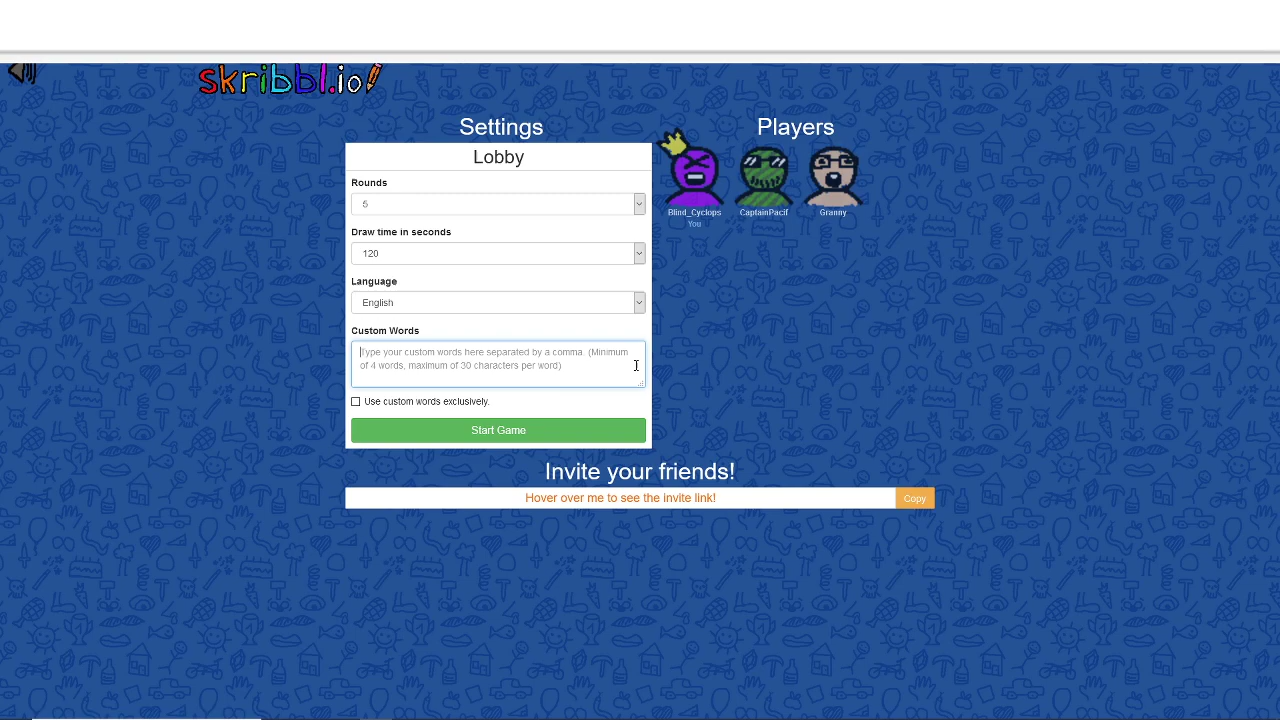 skribbl.io
Settings
Players
Lobby
Rounds
5
Draw time in seconds
120
Language
English
Custom Words
Type your custom words here separated by a comma. (Minimum
of 4 words, maximum of 30 characters per word)
Use custom words exclusively.
Start Game
Blind_Cyclops
You
CaptainPacif
Granny
Invite your friends!
Hover over me to see the invite link!
Copy